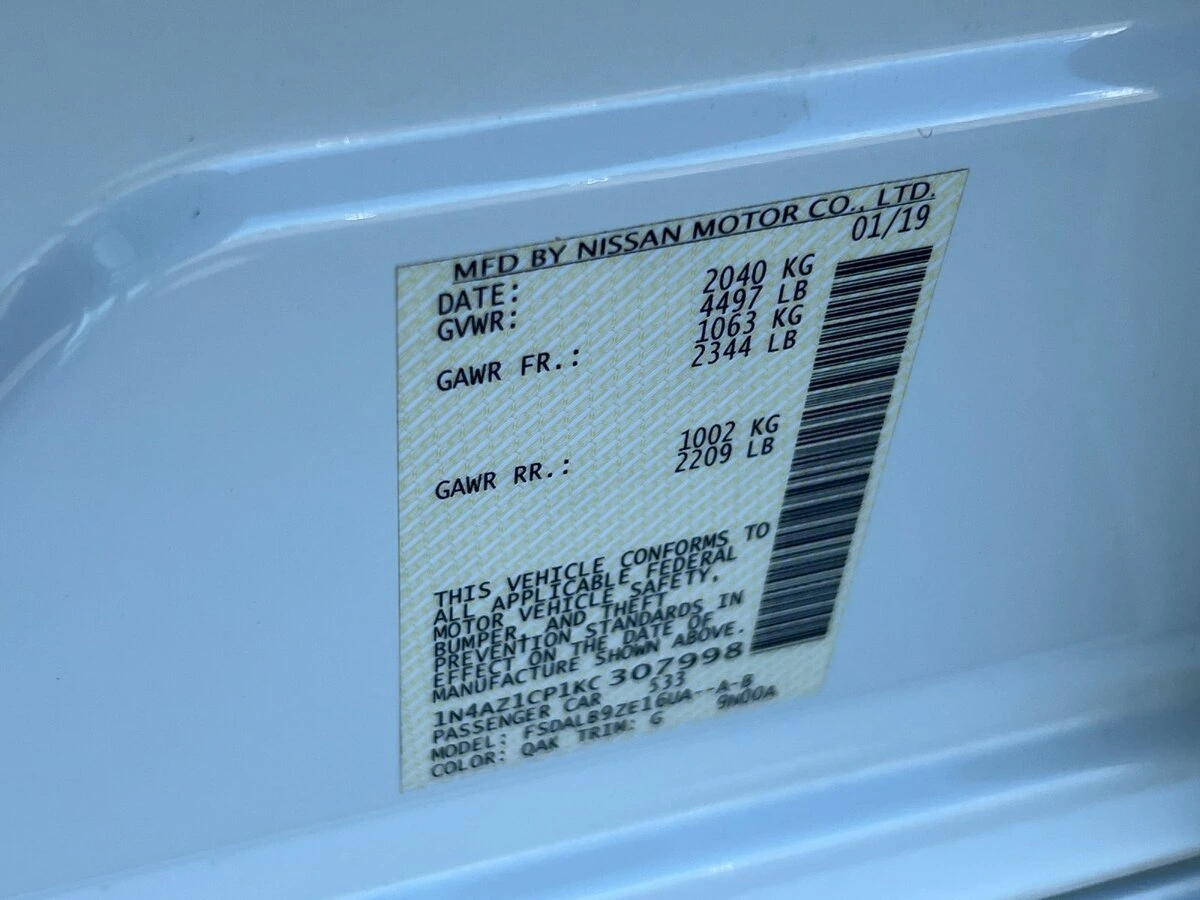 MFD BY NISSAN MOTOR CO., LTD.
DATE: 01/19
GVWR: 2040 KG
4497 LB
GAWR FR.: 1063 KG
2344 LB
GAWR RR.: 1002 KG
2209 LB
THIS VEHICLE CONFORMS TO
ALL APPLICABLE FEDERAL
MOTOR VEHICLE SAFETY,
BUMPER, AND THEFT
PREVENTION STANDARDS IN
EFFECT ON THE DATE OF
MANUFACTURE SHOWN ABOVE.
1N4AZ1CP1KC307998
PASSENGER CAR 533
MODEL: FSDALB9ZE16UA--A-B
COLOR: QAK TRIM: G 9N00A